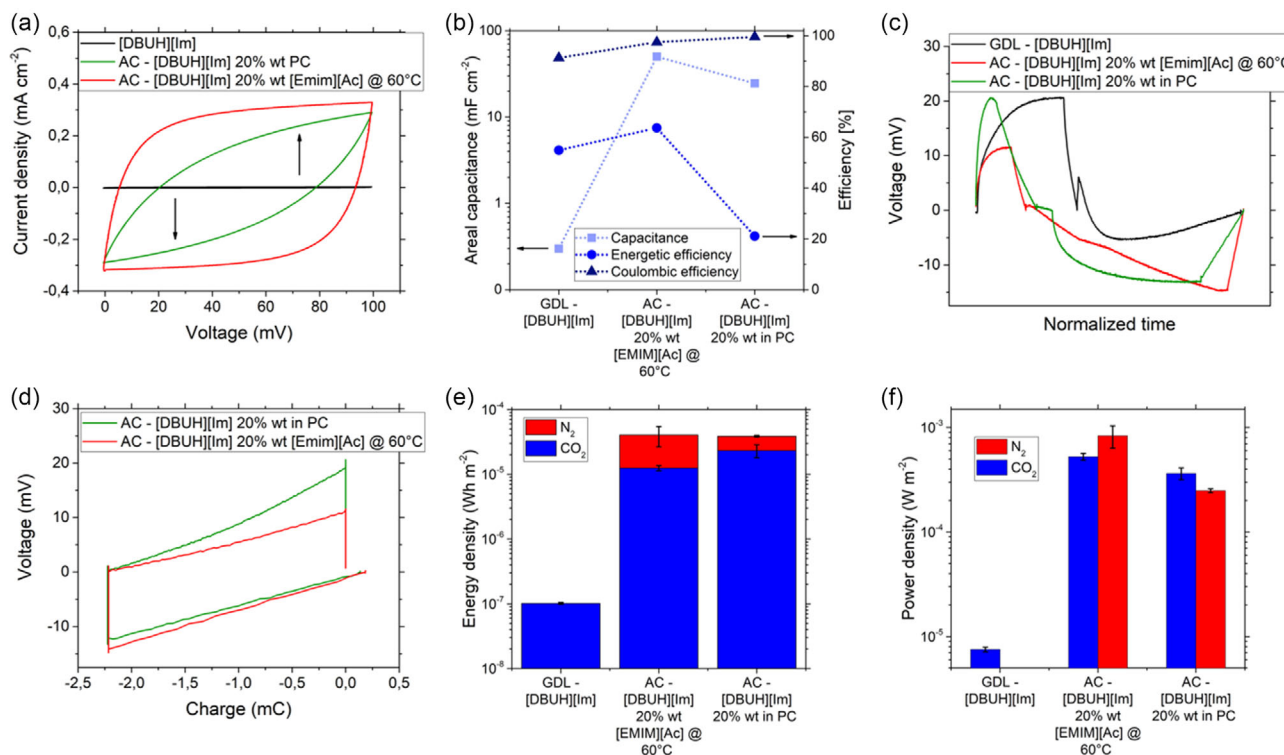 (a)
0,6
0,4
0,2
0,0
-0,2
-0,4
Current density (mA cm-2)
[DBUH][Im]
AC - [DBUH][Im] 20% wt PC
AC - [DBUH][Im] 20% wt [Emim][Ac] @ 60°C
0 20 40 60 80 100
Voltage (mV)
(b)
Areal capacitance (mF cm-2)
100
10
1
0
Capacitance
Energetic efficiency
Coulombic efficiency
100
90
80
70
60
50
40
30
20
10
0
Efficiency [%]
GDL -
[DBUH][Im]
AC -
[DBUH][Im]
20% wt
[EMIM][Ac] @
60°C
AC -
[DBUH][Im]
20% wt in PC
(c)
GDL - [DBUH][Im]
AC - [DBUH][Im] 20% wt [Emim][Ac] @ 60°C
AC - [DBUH][Im] 20% wt in PC
30
20
10
0
-10
Voltage (mV)
Normalized time
(d)
AC - [DBUH][Im] 20% wt in PC
AC - [DBUH][Im] 20% wt [Emim][Ac] @ 60°C
30
20
10
0
-10
Voltage (mV)
-2,5 -2,0 -1,5 -1,0 -0,5 0,0 0,5
Charge (mC)
(e)
N2
CO2
10-4
10-5
10-6
10-7
10-8
Energy density (Wh m-2)
GDL -
[DBUH][Im]
AC -
[DBUH][Im]
20% wt
[EMIM][Ac] @
60°C
AC -
[DBUH][Im]
20% wt in PC
(f)
N2
CO2
10-3
10-4
10-5
Power density (W m-2)
GDL -
[DBUH][Im]
AC -
[DBUH][Im]
20% wt
[EMIM][Ac] @
60°C
AC -
[DBUH][Im]
20% wt in PC